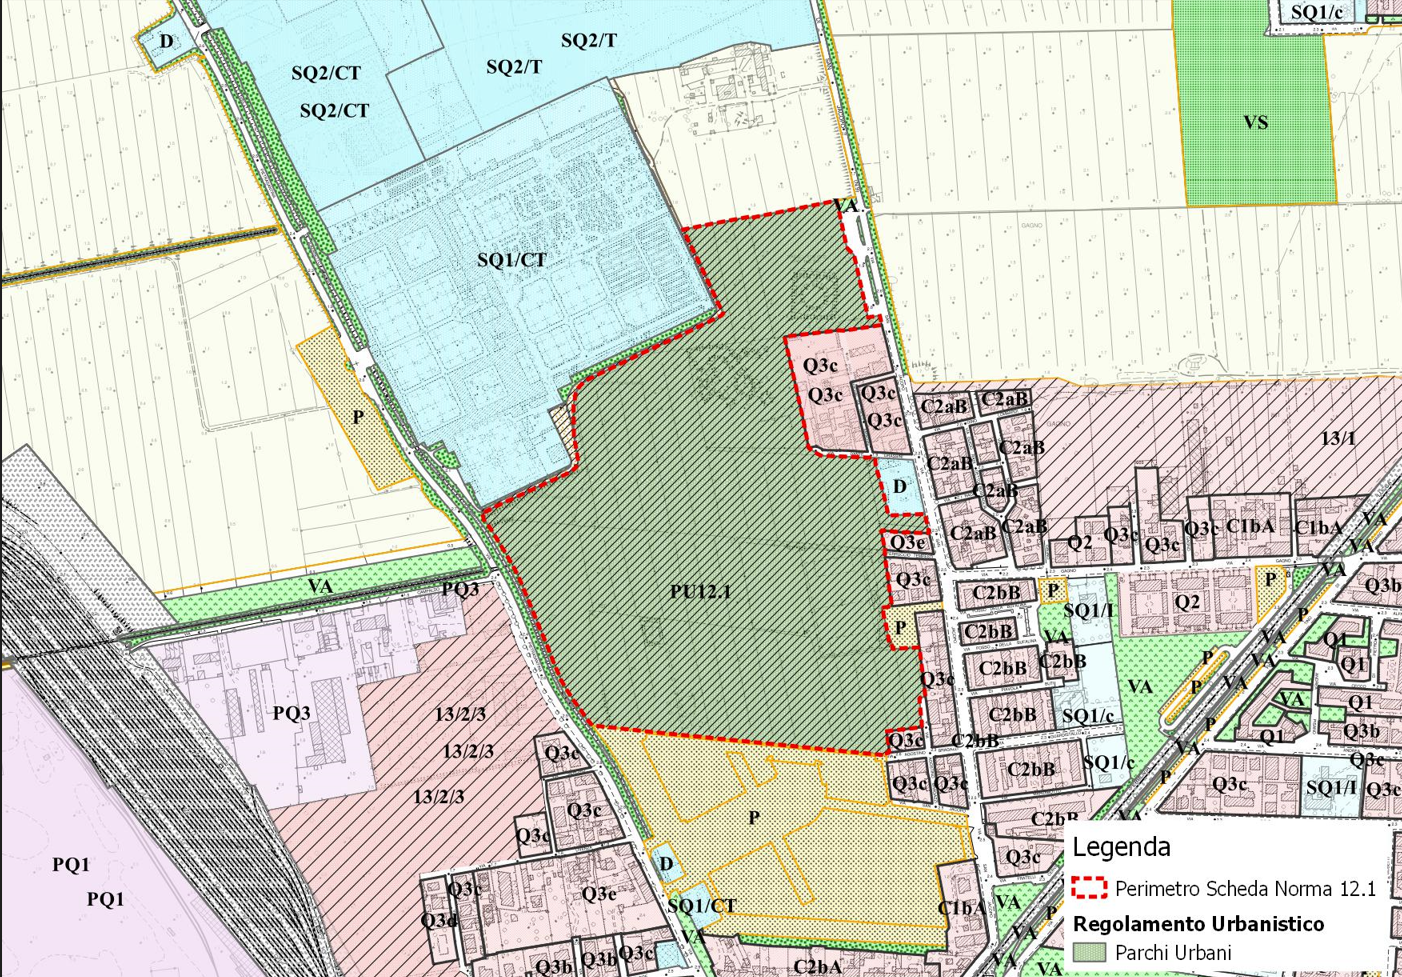 SQ1/c
D
SQ2/T
SQ2/CT
SQ2/T
SQ2/CT
VS
VA
GAGNO
SQ1/CT
Q3c
Q3c
Q3c
Q3c
P
C2aB
C2aB
GAGNO
13/1
C2aB
C2aB
D
C2aB
C2aB
C2aB
Q2
Q3c
Q3c
Q3c
C1bA
C1bA
VA
VA
Q3e
VA
PQ3
PU12.1
Q3c
C2bB
P
SQ1/I
Q2
P
VA
Q3b
P
P
C2bB
VA
VA
Q1
C2bB
C2bB
P
VA
Q1
Q3c
VA
P
VA
VA
Q1
PQ3
13/2/3
C2bB
SQ1/c
P
Q3b
Q1
13/2/3
Q3c
Q3c
C2bB
VA
SQ1/c
Q3c
C2bB
P
Q3c
Q3c
Q3c
SQ1/I
Q3c
13/2/3
Q3c
P
C2bB
VA
Q3c
Q3c
PQ1
D
Q3c
Q3e
PQ1
SQ1/CT
C1bA
VA
P
Q3d
VA
VA
Q3b
Q3b
Q3c
C2bA
VA
VA
Legenda
Perimetro Scheda Norma 12.1
Regolamento Urbanistico
Parchi Urbani